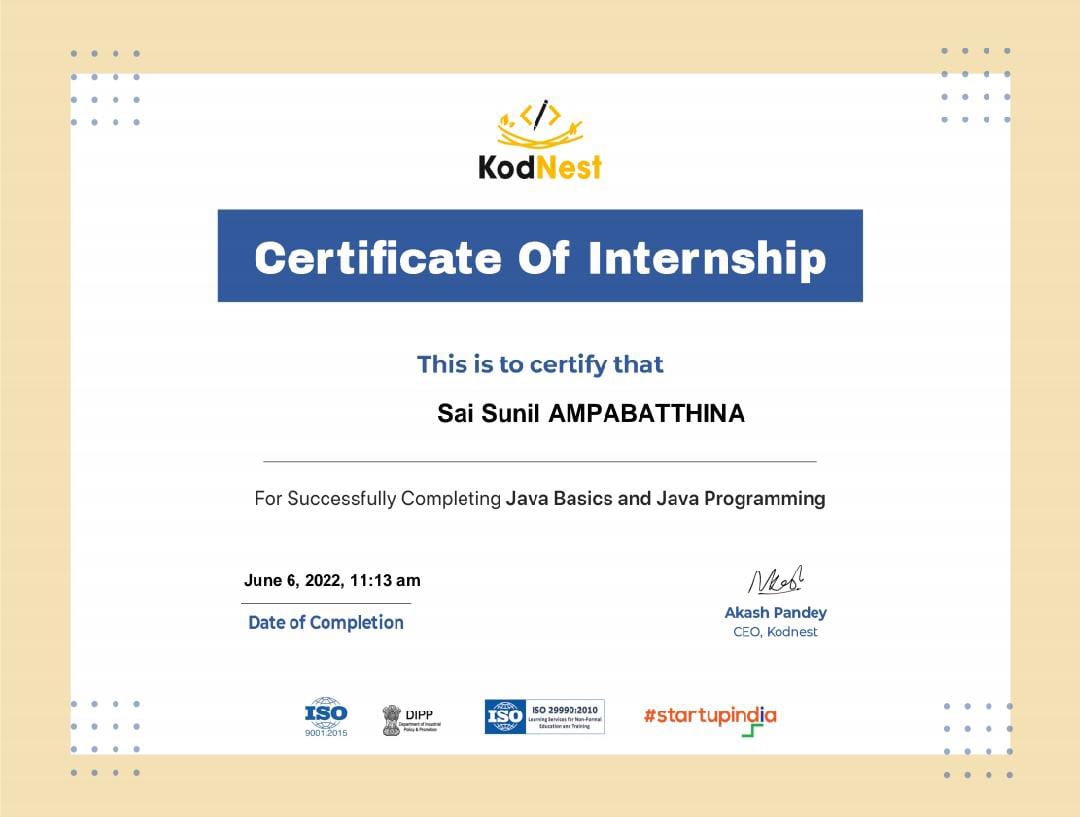 KodNest
Certificate Of Internship
This is to certify that
Sai Sunil AMPABATTHINA
For Successfully Completing Java Basics and Java Programming
June 6, 2022, 11:13 am
Date of Completion
Akash Pandey
CEO, Kodnest
ISO
9001:2015
DIPP
Department of Industrial
Policy & Promotion
ISO
ISO 29990:2010
Learning Services for Non-Formal
Education and Training
#startupindia